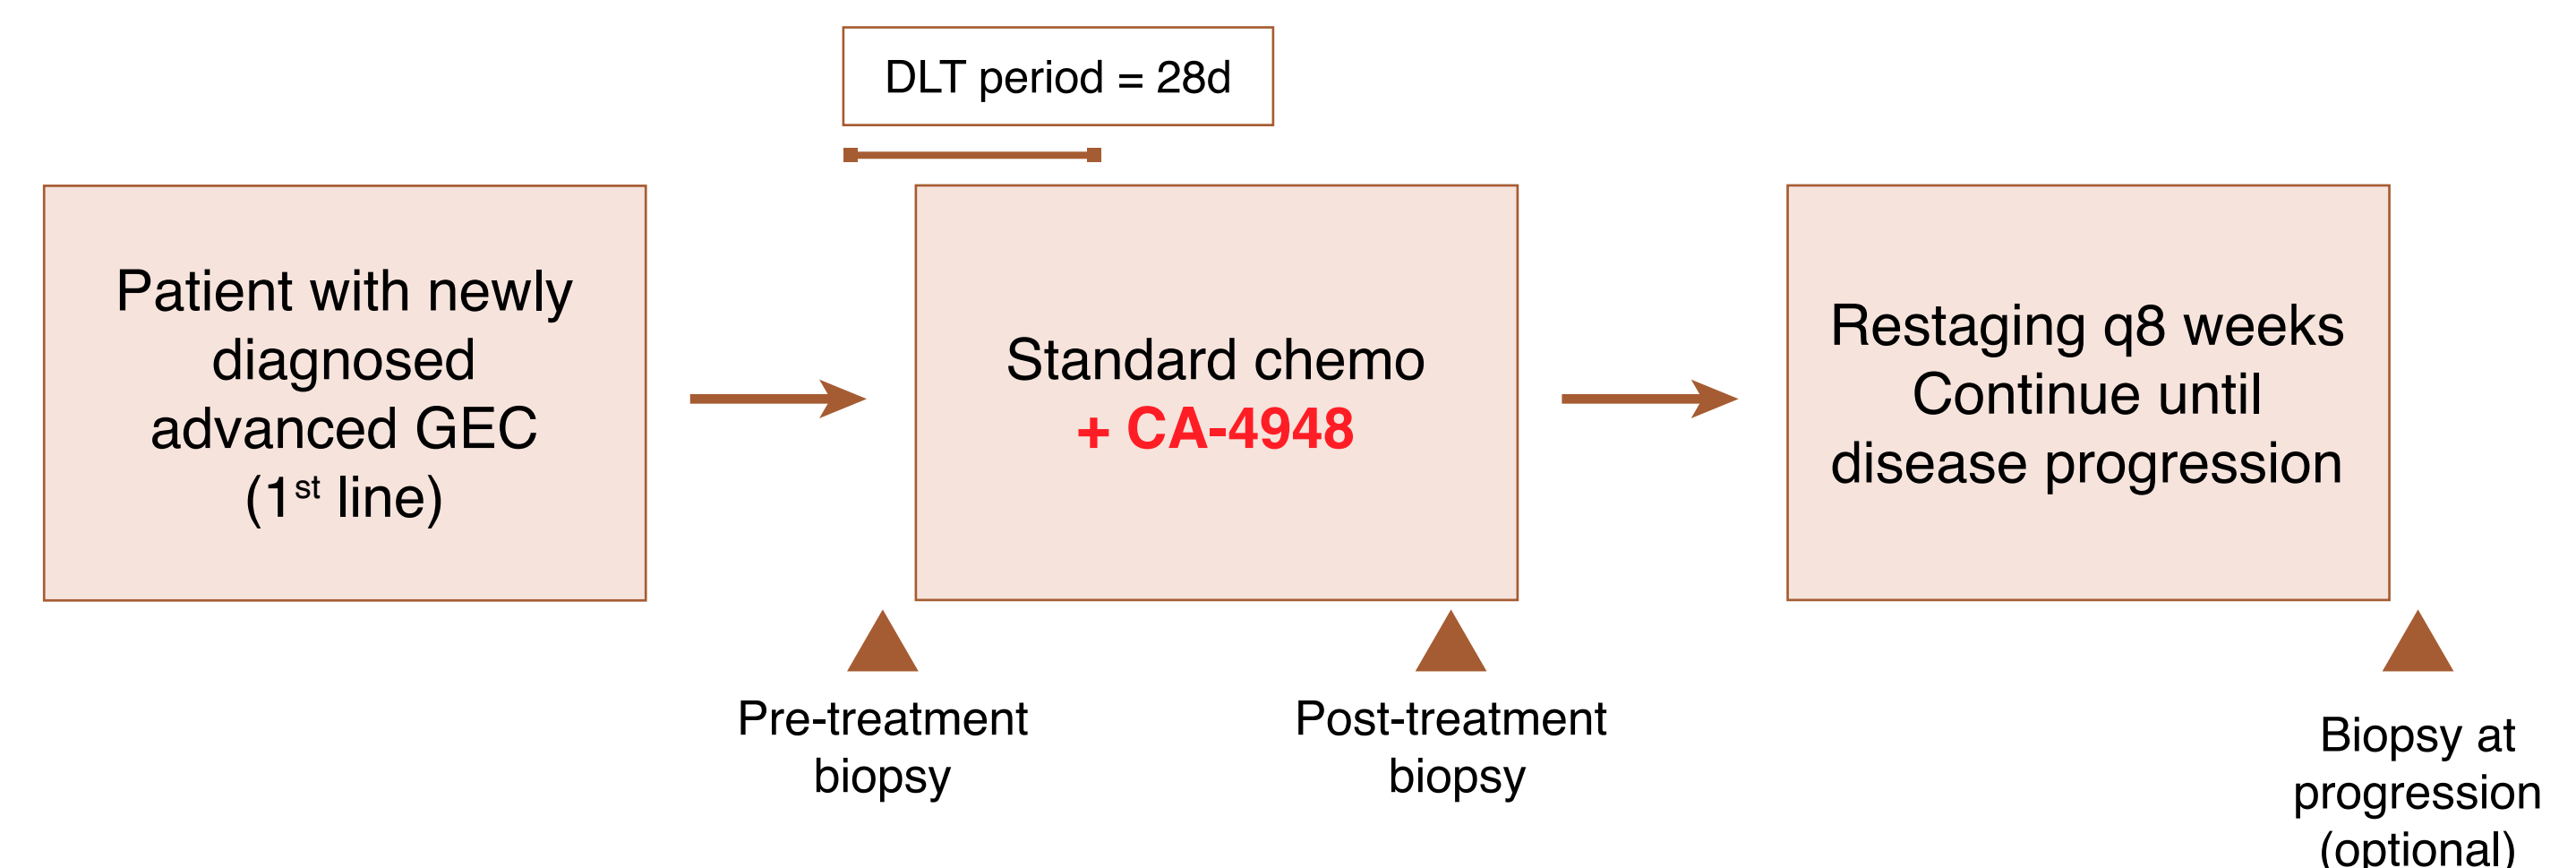 DLT period = 28d
Patient with newly
diagnosed
advanced GEC
(1st line)
Standard chemo
+ CA-4948
Restaging q8 weeks
Continue until
disease progression
Pre-treatment
biopsy
Post-treatment
biopsy
Biopsy at
progression
(optional)